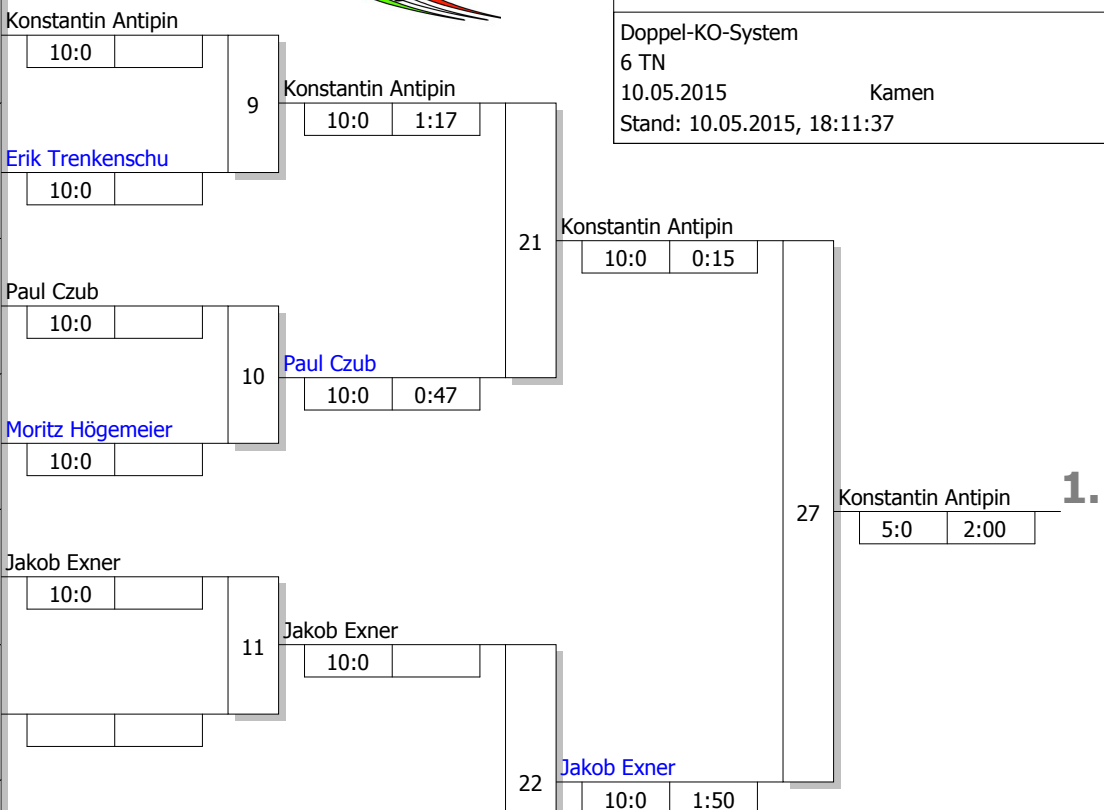 Doppel-KO-System
6 TN
10.05.2015 Kamen
Stand: 10.05.2015, 18:11:37
Konstantin Antipin
10:0
9
Konstantin Antipin
10:0 1:17
Erik Trenkenschu
10:0
21
Konstantin Antipin
10:0 0:15
Paul Czub
10:0
10
Paul Czub
10:0 0:47
Moritz Högemeier
10:0
27
Konstantin Antipin 1.
5:0 2:00
Jakob Exner
10:0
11
Jakob Exner
10:0
22
Jakob Exner
10:0 1:50